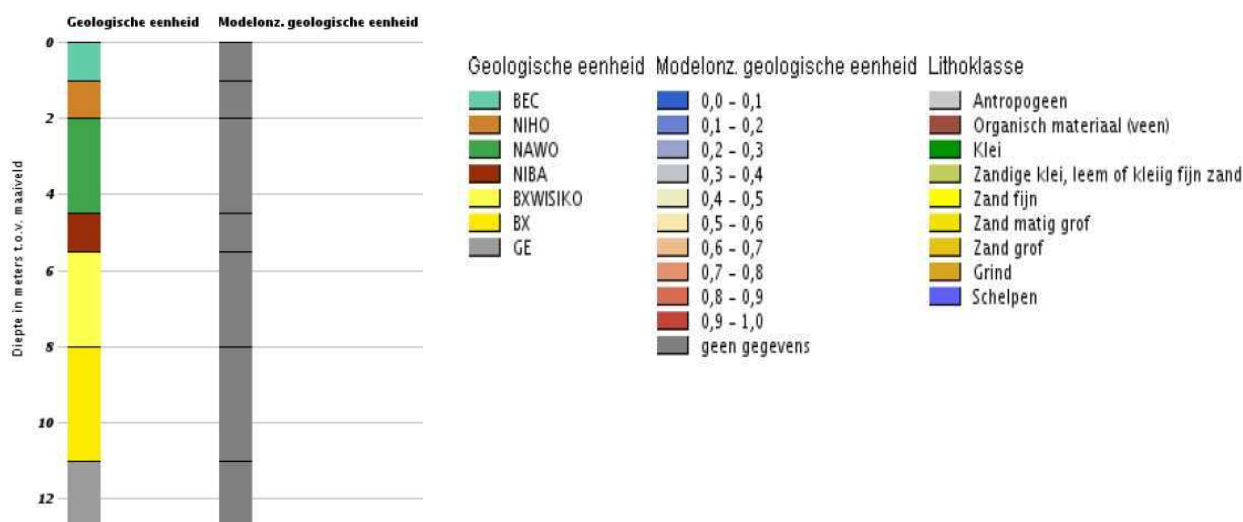 Geologische eenheid
Modelonz. geologische eenheid
0
2
4
6
8
10
12
Diepte in meters t.o.v. maaiveld
Geologische eenheid
BEC
NIHO
NAWO
NIBA
BXWISIKO
BX
GE
Modelonz. geologische eenheid
0,0 - 0,1
0,1 - 0,2
0,2 - 0,3
0,3 - 0,4
0,4 - 0,5
0,5 - 0,6
0,6 - 0,7
0,7 - 0,8
0,8 - 0,9
0,9 - 1,0
geen gegevens
Lithoklasse
Antropogeen
Organisch materiaal (veen)
Klei
Zandige klei, leem of kleiig fijn zand
Zand fijn
Zand matig grof
Zand grof
Grind
Schelpen